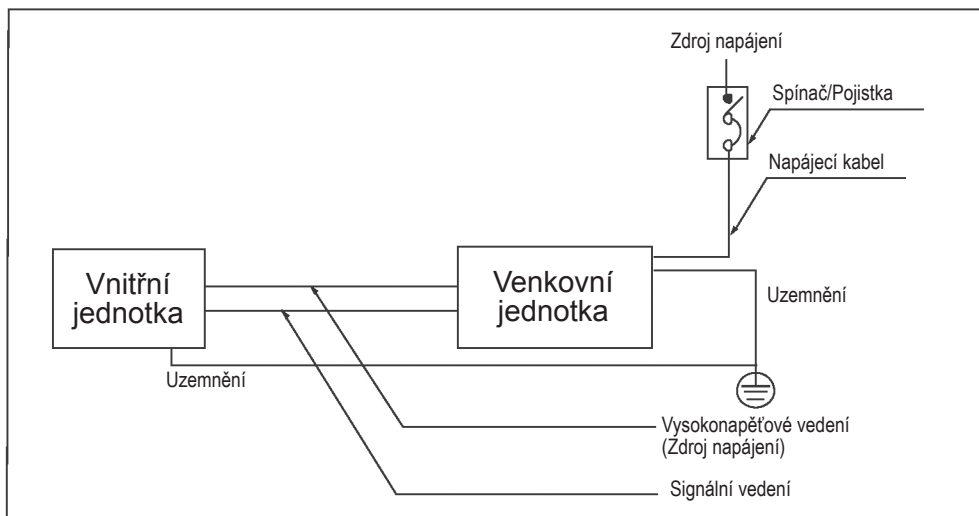 Zdroj napájení
Spínač/Pojistka
Napájecí kabel
Vnitřní
jednotka
Venkovní
jednotka
Uzemnění
Uzemnění
Vysokonapěťové vedení
(Zdroj napájení)
Signální vedení